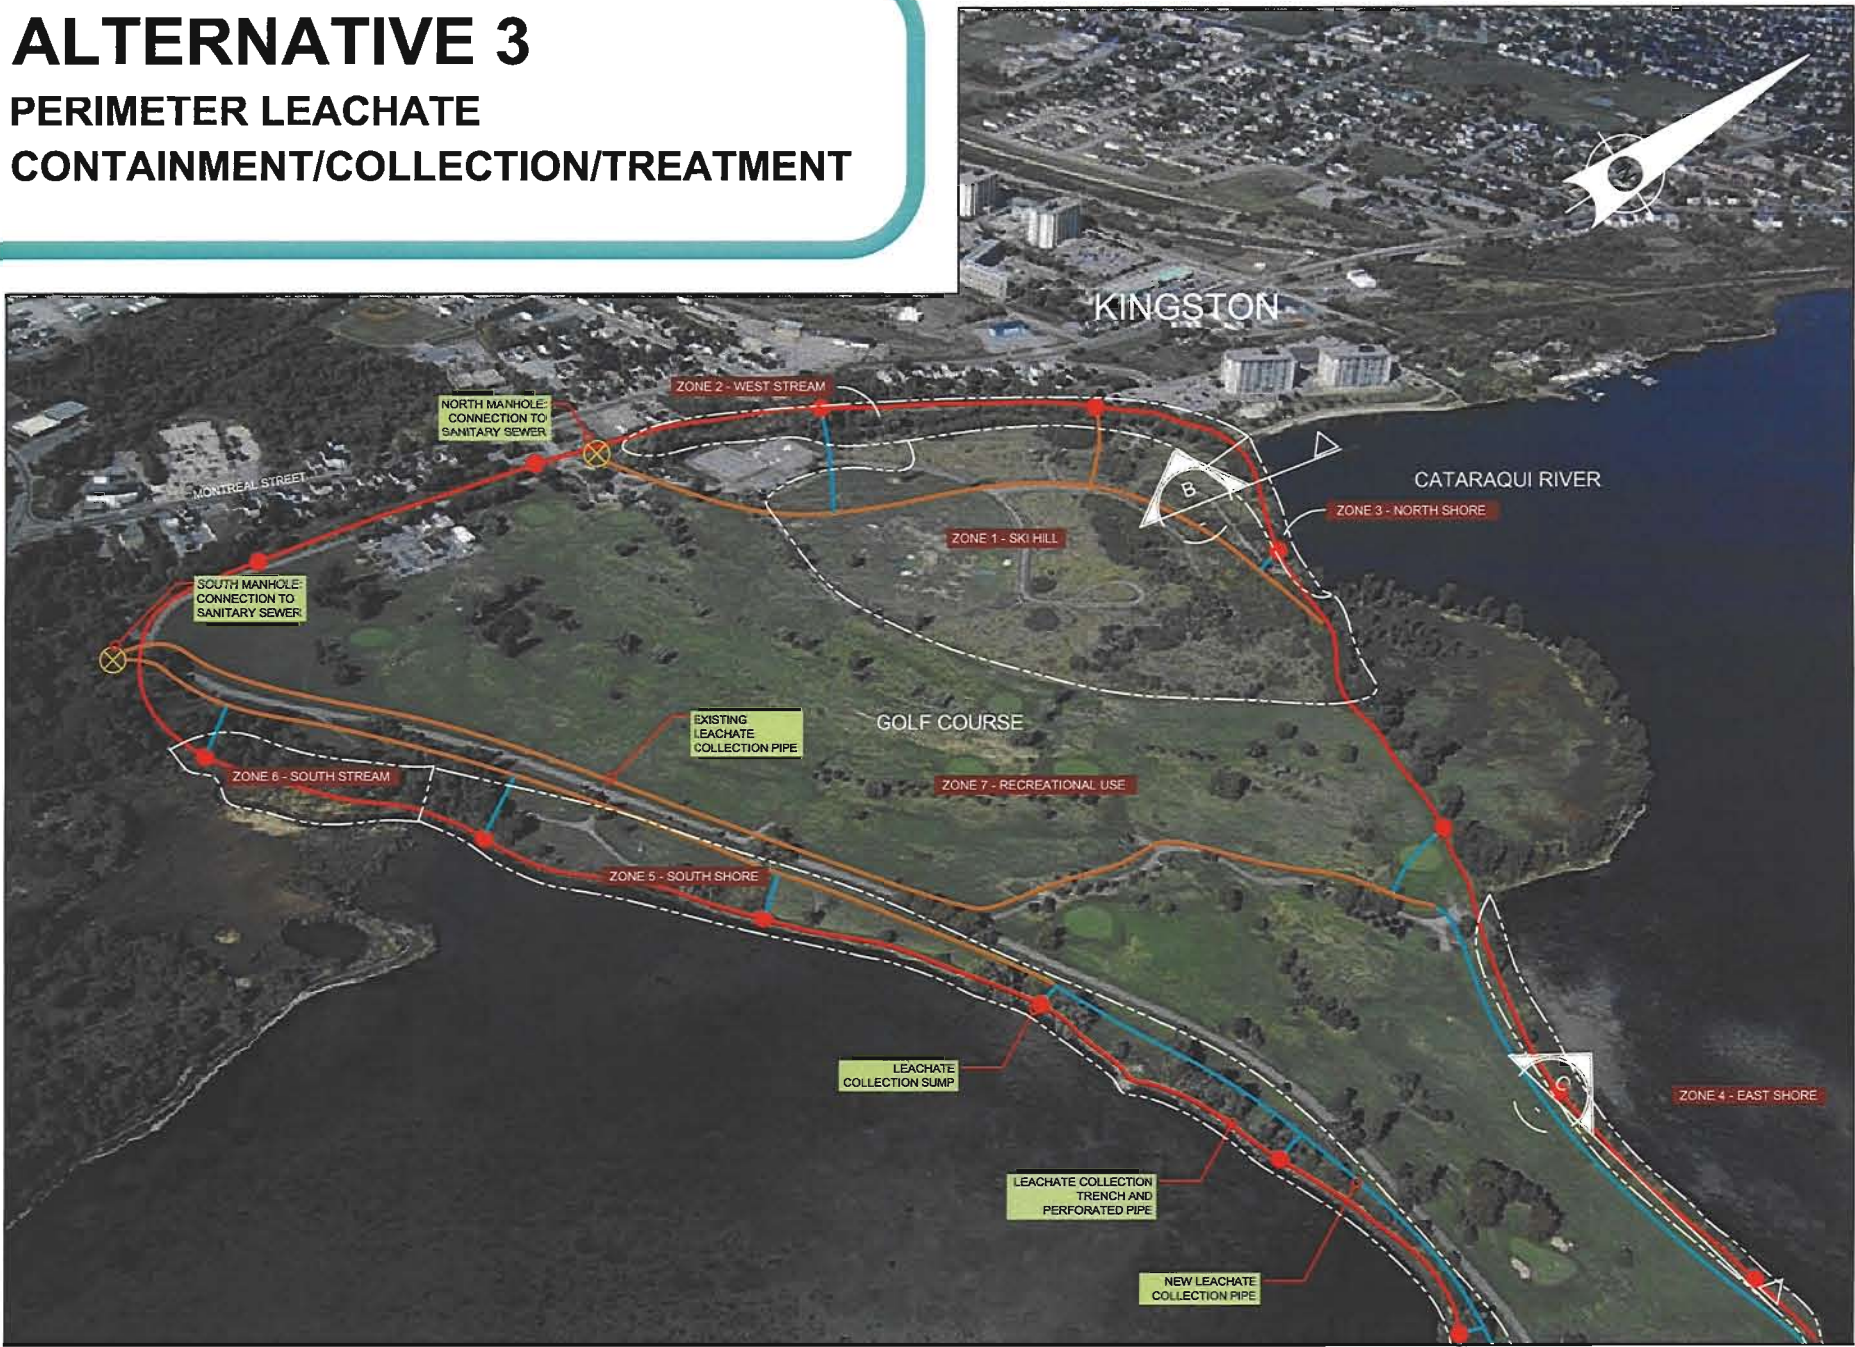 ALTERNATIVE 3
PERIMETER LEACHATE
CONTAINMENT/COLLECTION/TREATMENT
KINGSTON
ZONE 2 - WEST STREAM
NORTH MANHOLE:
CONNECTION TO
SANITARY SEWER
MONTREAL STREET
CATARAQUI RIVER
B
ZONE 3 - NORTH SHORE
ZONE 1 - SKI HILL
SOUTH MANHOLE:
CONNECTION TO
SANITARY SEWER
EXISTING
LEACHATE
COLLECTION PIPE
GOLF COURSE
ZONE 6 - SOUTH STREAM
ZONE 7 - RECREATIONAL USE
ZONE 5 - SOUTH SHORE
LEACHATE
COLLECTION SUMP
C
ZONE 4 - EAST SHORE
LEACHATE COLLECTION
TRENCH AND
PERFORATED PIPE
NEW LEACHATE
COLLECTION PIPE